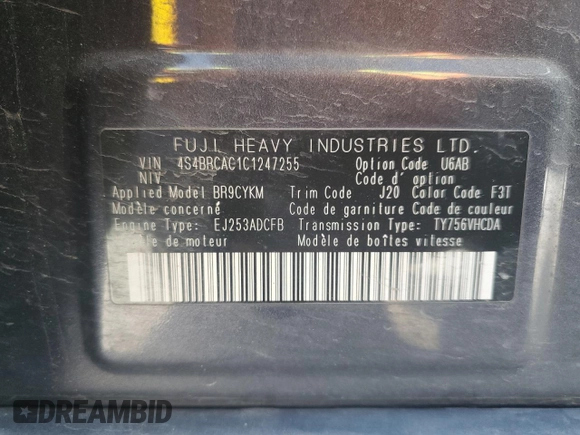 FUJI HEAVY INDUSTRIES LTD.
VIN 4S4BRCAC1C1247255 Option Code U6AB
NIV Code d'option
Applied Model BR9CYKM Trim Code J20 Color Code F3T
Modèle concerné Code de garniture Code de couleur
Engine Type: EJ253ADCFB Transmission Type: TY756VHCDA
Type de moteur Modèle de boîtes vitesse
DREAMBID